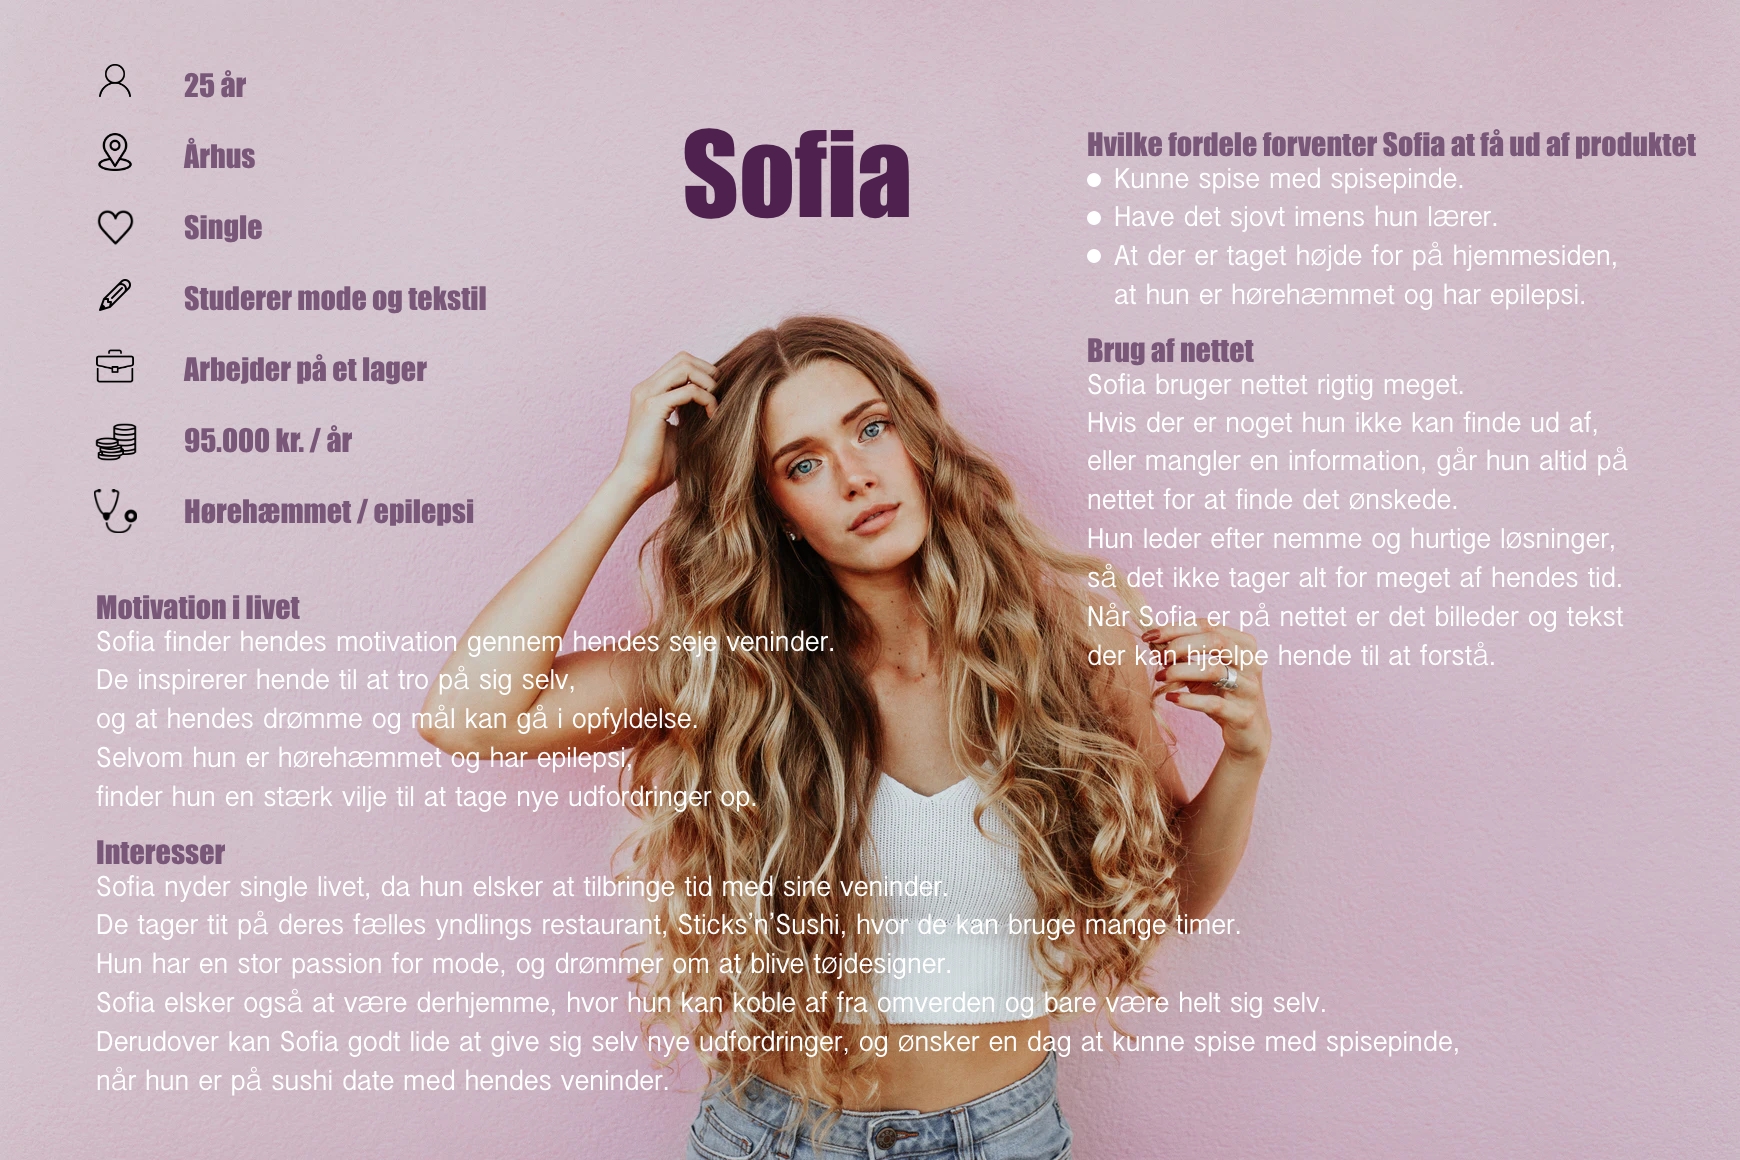 25 år
Århus
Single
Studerer mode og tekstil
Arbejder på et lager
95.000 kr. / år
Hørehæmmet / epilepsi
Motivation i livet
Sofia finder hendes motivation gennem hendes seje veninder.
De inspirerer hende til at tro på sig selv,
og at hendes drømme og mål kan gå i opfyldelse.
Selvom hun er hørehæmmet og har epilepsi,
finder hun en stærk vilje til at tage nye udfordringer op.
Interesser
Sofia nyder single livet, da hun elsker at tilbringe tid med sine veninder.
De tager tit på deres fælles yndlings restaurant, Sticks’n’Sushi, hvor de kan bruge mange timer.
Hun har en stor passion for mode, og drømmer om at blive tøjdesigner.
Sofia elsker også at være derhjemme, hvor hun kan koble af fra omverden og bare være helt sig selv.
Derudover kan Sofia godt lide at give sig selv nye udfordringer, og ønsker en dag at kunne spise med spisepinde,
når hun er på sushi date med hendes veninder.
Sofia
Hvilke fordele forventer Sofia at få ud af produktet
● Kunne spise med spisepinde.
● Have det sjovt imens hun lærer.
● At der er taget højde for på hjemmesiden,
at hun er hørehæmmet og har epilepsi.
Brug af nettet
Sofia bruger nettet rigtig meget.
Hvis der er noget hun ikke kan finde ud af,
eller mangler en information, går hun altid på
nettet for at finde det ønskede.
Hun leder efter nemme og hurtige løsninger,
så det ikke tager alt for meget af hendes tid.
Når Sofia er på nettet er det billeder og tekst
der kan hjælpe hende til at forstå.